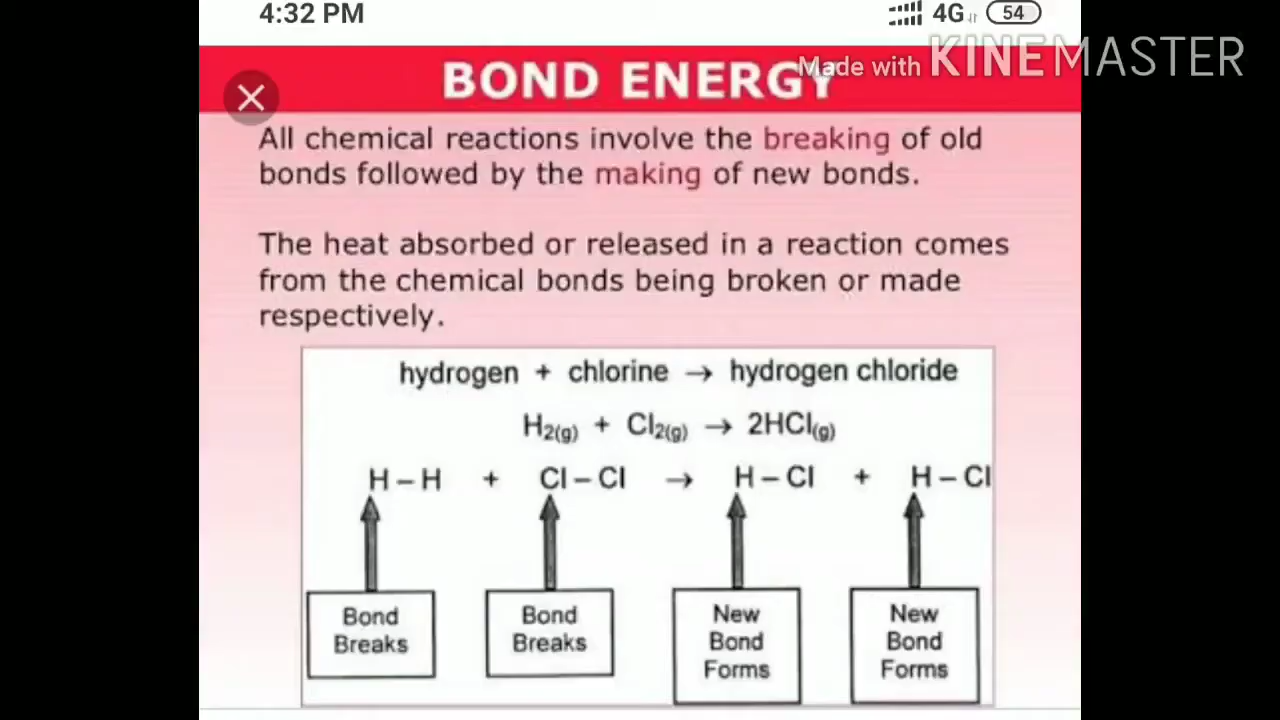 4:32 PM 4G 54
Made with KINEMASTER
BOND ENERGY
All chemical reactions involve the breaking of old
bonds followed by the making of new bonds.
The heat absorbed or released in a reaction comes
from the chemical bonds being broken or made
respectively.
hydrogen + chlorine → hydrogen chloride
H₂(g) + Cl₂(g) → 2HCl(g)
H – H + Cl – Cl → H – Cl + H – Cl
Bond
Breaks
Bond
Breaks
New
Bond
Forms
New
Bond
Forms